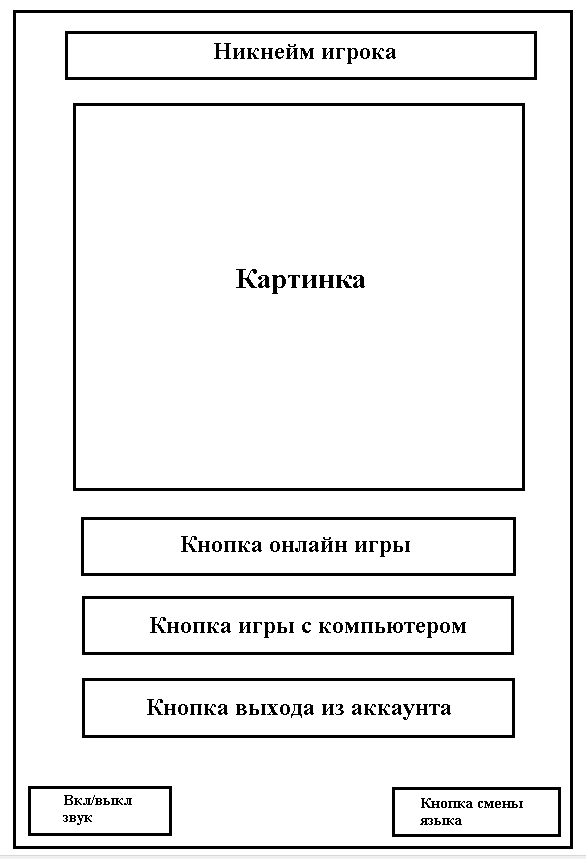 Никнейм игрока
Картинка
Кнопка онлайн игры
Кнопка игры с компьютером
Кнопка выхода из аккаунта
Вкл/выкл
звук
Кнопка смены
языка